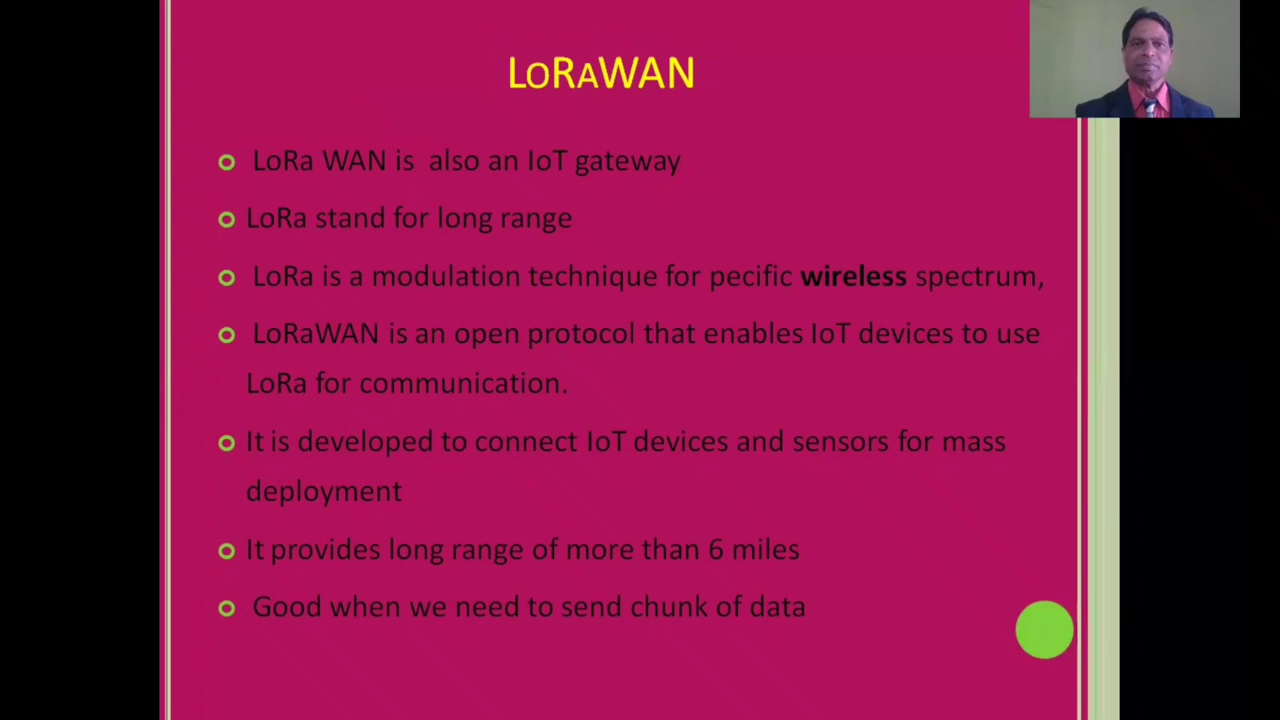 LoRaWAN
LoRa WAN is also an IoT gateway
LoRa stand for long range
LoRa is a modulation technique for pecific wireless spectrum,
LoRaWAN is an open protocol that enables IoT devices to use
LoRa for communication.
It is developed to connect IoT devices and sensors for mass
deployment
It provides long range of more than 6 miles
Good when we need to send chunk of data